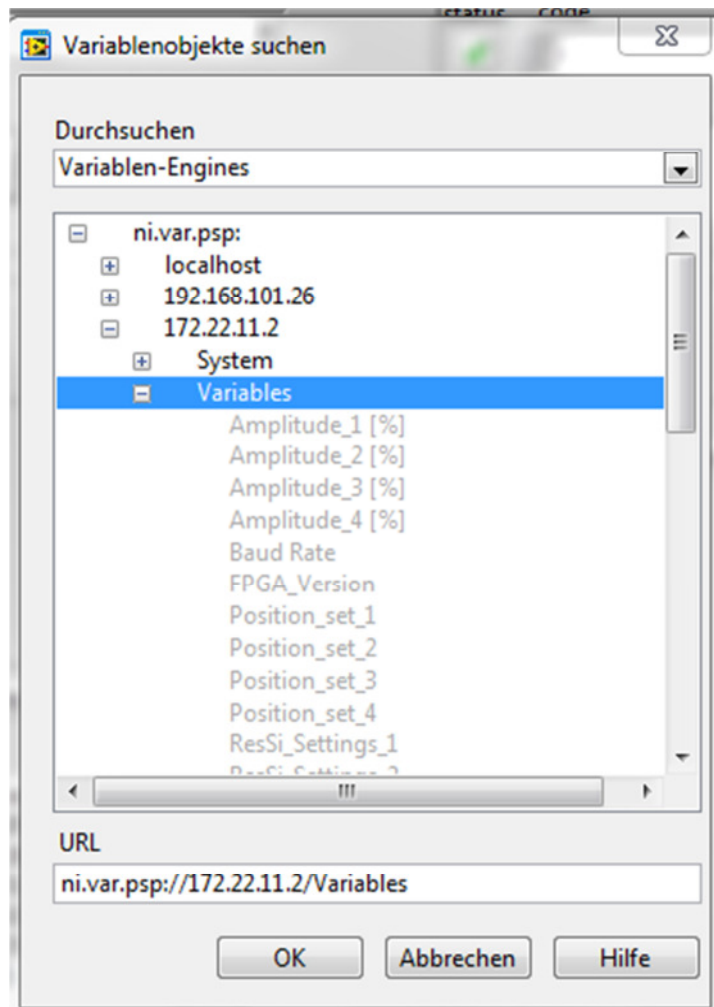 status code
Variablenobjekte suchen
Durchsuchen
Variablen-Engines
ni.var.psp:
localhost
192.168.101.26
172.22.11.2
System
Variables
Amplitude_1 [%]
Amplitude_2 [%]
Amplitude_3 [%]
Amplitude_4 [%]
Baud Rate
FPGA_Version
Position_set_1
Position_set_2
Position_set_3
Position_set_4
ResSi_Settings_1
URL
ni.var.psp://172.22.11.2/Variables
OK Abbrechen Hilfe